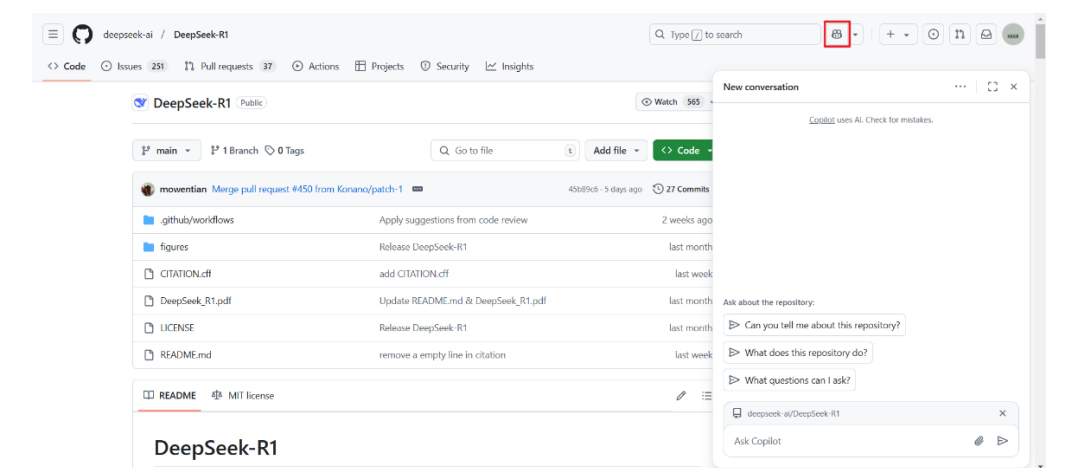 deepseek-ai / DeepSeek-R1
Type / to search
<> Code
Issues 251
Pull requests 37
Actions
Projects
Security
Insights
DeepSeek-R1 Public
Watch 565
main
1 Branch
0 Tags
Go to file t
Add file
<> Code
mowentian Merge pull request #450 from Konano/patch-1
45b89c6 · 5 days ago
27 Commits
.github/workflows Apply suggestions from code review 2 weeks ago
figures Release DeepSeek-R1 last month
CITATION.cff add CITATION.cff last week
DeepSeek_R1.pdf Update README.md & DeepSeek_R1.pdf last month
LICENSE Release DeepSeek-R1 last month
README.md remove a empty line in citation last week
README
MIT license
DeepSeek-R1
New conversation
Copilot uses AI. Check for mistakes.
Ask about the repository:
Can you tell me about this repository?
What does this repository do?
What questions can I ask?
deepseek-ai/DeepSeek-R1
Ask Copilot